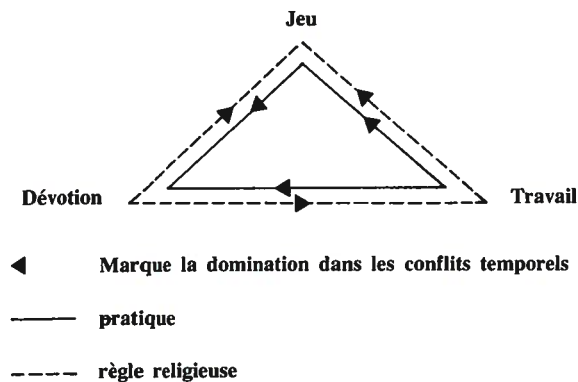 Jeu
Dévotion
Travail
Marque la domination dans les conflits temporels
pratique
règle religieuse